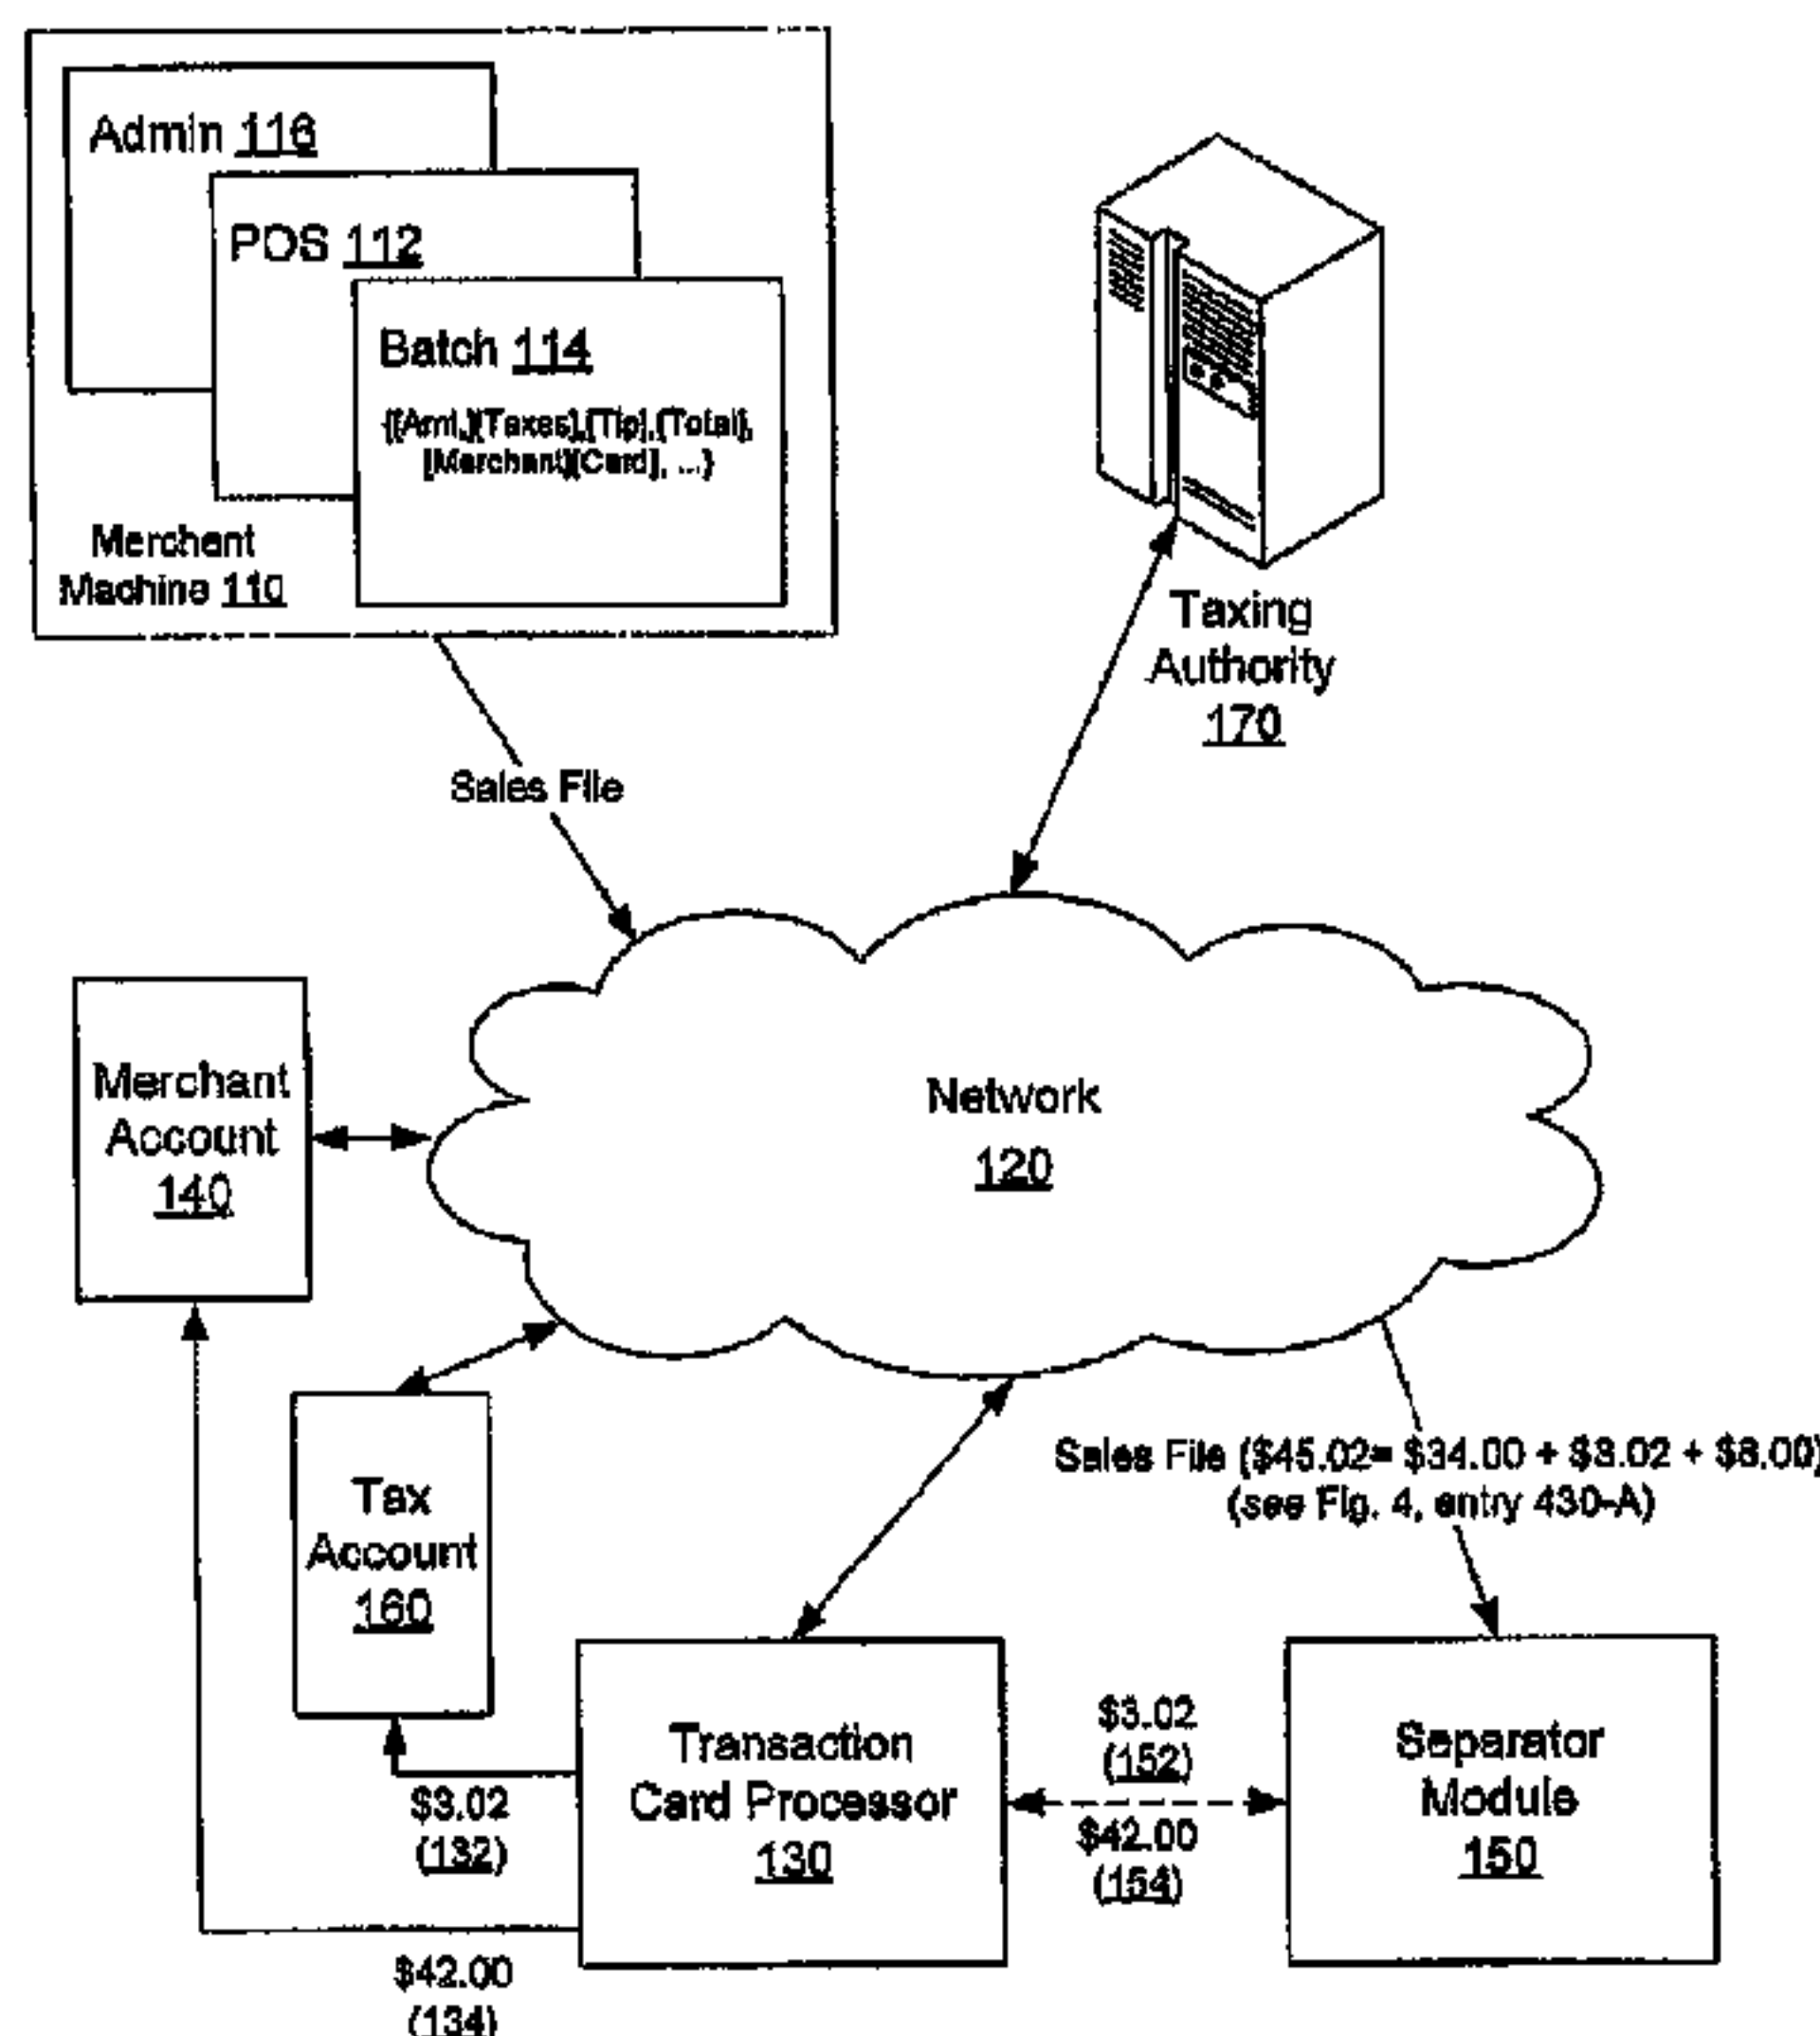 Admin 116
POS 112
Batch 114
{[Amt.][Taxes],[Tip],[Total],
[Merchant][Card], ...}
Merchant
Machine 110
Taxing
Authority
170
Sales File
Merchant
Account
140
Network
120
Sales File ($45.02= $34.00 + $3.02 + $8.00)
(see Fig. 4, entry 430-A)
Tax
Account
160
Transaction
Card Processor
130
$3.02
(152)
$42.00
(154)
Separator
Module
150
$3.02
(132)
$42.00
(134)